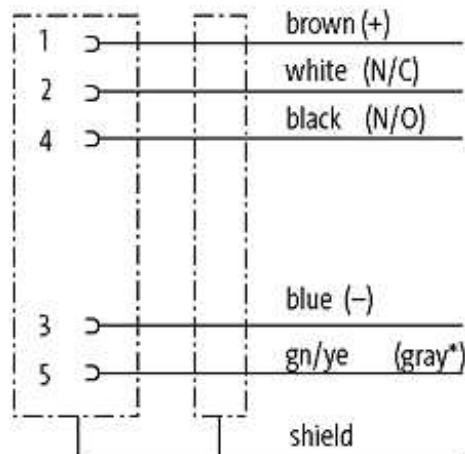 1 brown (+)
2 white (N/C)
4 black (N/O)
3 blue (–)
5 gn/ye (gray*)
shield